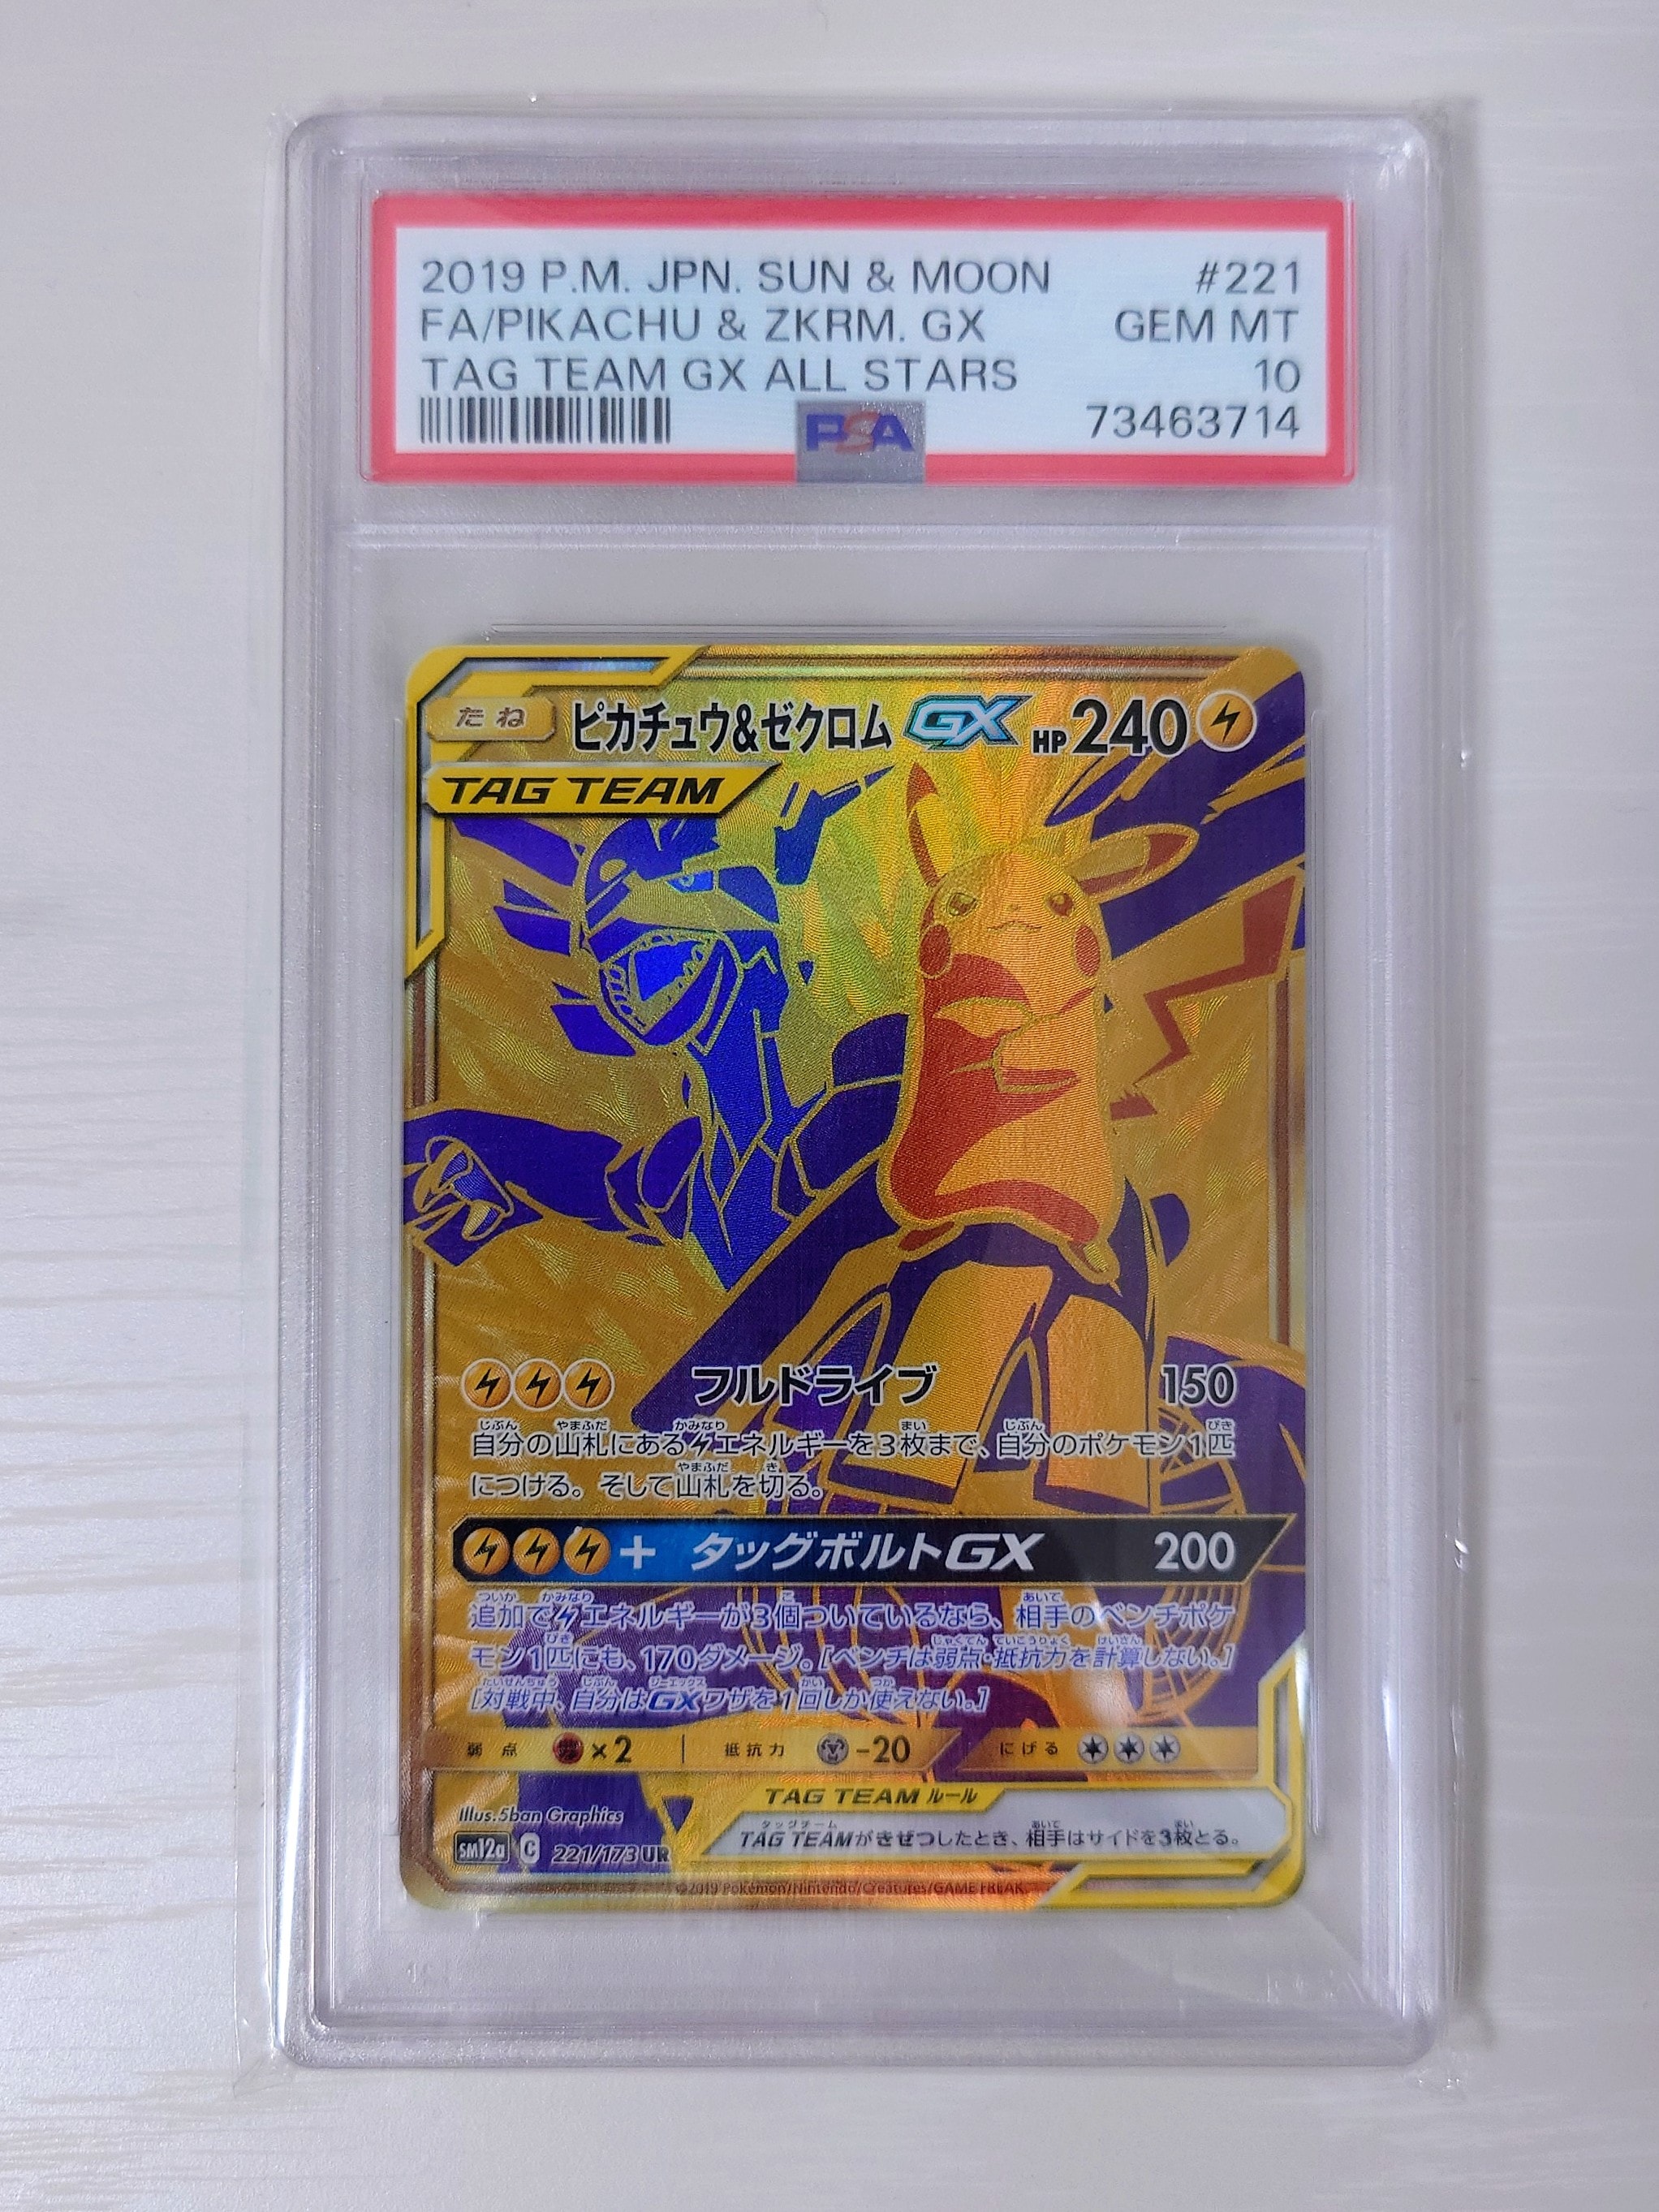 2019 P.M. JPN. SUN & MOON #221
FA/PIKACHU & ZKRM. GX GEM MT
TAG TEAM GX ALL STARS 10
PSA 73463714
たね ピカチュウ&ゼクロムGX HP240
TAG TEAM
フルドライブ 150
自分の山札にあるエネルギーを3枚まで、自分のポケモン1匹
につける。そして山札を切る。
+ タッグボルトGX 200
追加でエネルギーが3個ついているなら、相手のベンチポケ
モン1匹にも、170ダメージ。[ベンチは弱点・抵抗力を計算しない。]
[対戦中、自分はGXワザを1回しか使えない。]
弱点 ×2 抵抗力 -20 にげる
TAG TEAM ルール
TAG TEAMがきぜつしたとき、相手はサイドを3枚とる。
Illus.5ban Graphics
SM12a C 221/173 UR
©2019 Pokémon/Nintendo/Creatures/GAME FREAK.